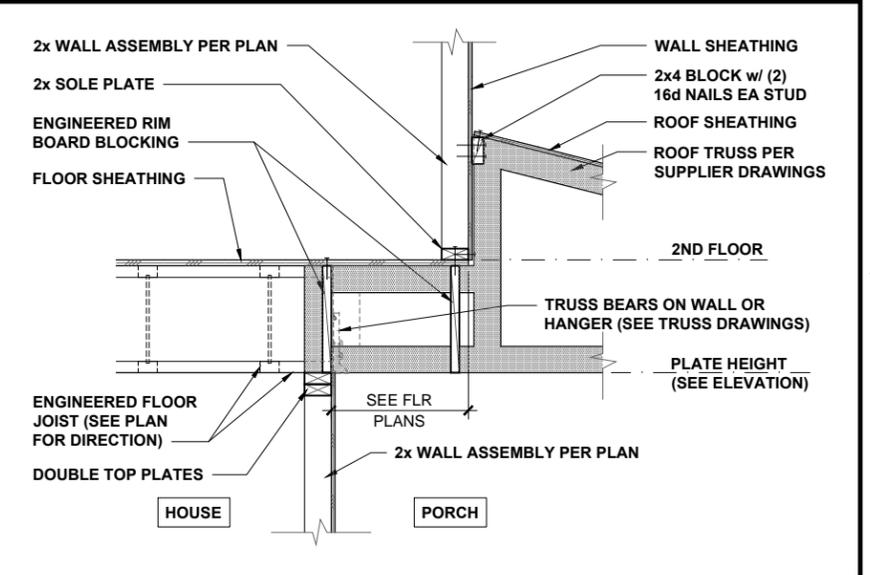 2x WALL ASSEMBLY PER PLAN
2x SOLE PLATE
ENGINEERED RIM
BOARD BLOCKING
FLOOR SHEATHING
WALL SHEATHING
2x4 BLOCK w/ (2)
16d NAILS EA STUD
ROOF SHEATHING
ROOF TRUSS PER
SUPPLIER DRAWINGS
2ND FLOOR
TRUSS BEARS ON WALL OR
HANGER (SEE TRUSS DRAWINGS)
PLATE HEIGHT
(SEE ELEVATION)
ENGINEERED FLOOR
JOIST (SEE PLAN
FOR DIRECTION)
DOUBLE TOP PLATES
SEE FLR
PLANS
2x WALL ASSEMBLY PER PLAN
HOUSE
PORCH